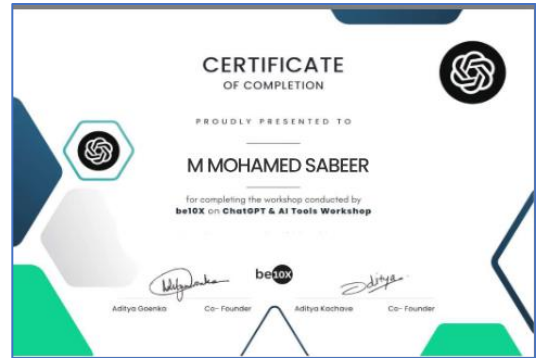 CERTIFICATE
OF COMPLETION
PROUDLY PRESENTED TO
M MOHAMED SABEER
for completing the workshop conducted by
be10X on ChatGPT & AI Tools Workshop
be10X
Aditya Goenka Co- Founder Aditya Kachave Co- Founder